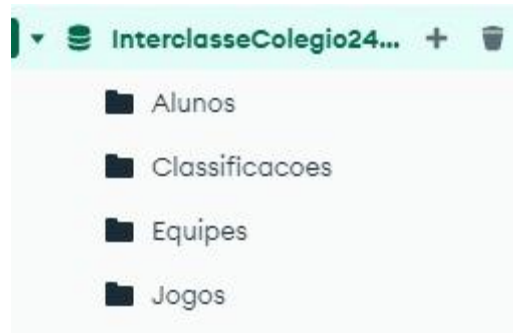 InterclasseColegio24...
Alunos
Classificacoes
Equipes
Jogos